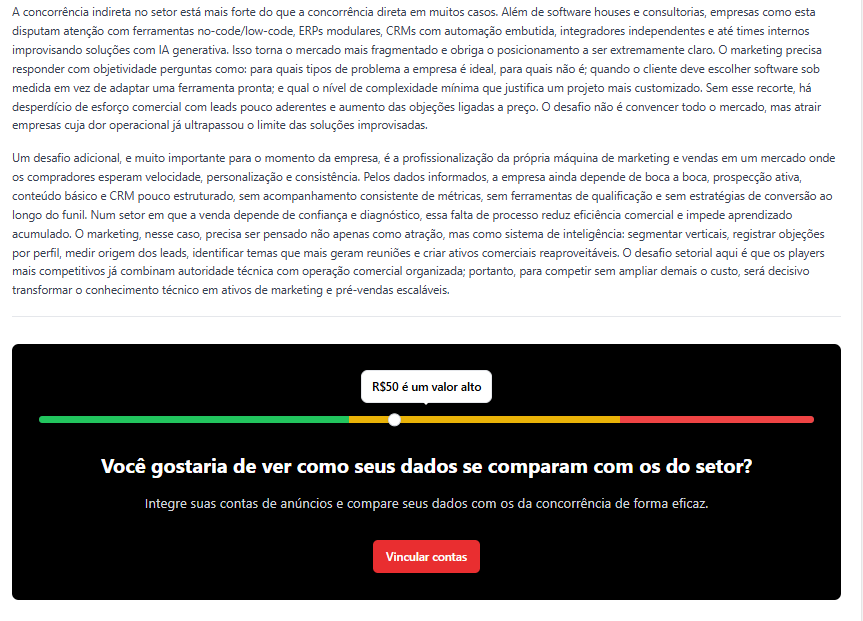 A concorrência indireta no setor está mais forte do que a concorrência direta em muitos casos. Além de software houses e consultorias, empresas como esta
disputam atenção com ferramentas no-code/low-code, ERPs modulares, CRMs com automação embutida, integradores independentes e até times internos
improvisando soluções com IA generativa. Isso torna o mercado mais fragmentado e obriga o posicionamento a ser extremamente claro. O marketing precisa
responder com objetividade perguntas como: para quais tipos de problema a empresa é ideal, para quais não é; quando o cliente deve escolher software sob
medida em vez de adaptar uma ferramenta pronta; e qual o nível de complexidade mínima que justifica um projeto mais customizado. Sem esse recorte, há
desperdício de esforço comercial com leads pouco aderentes e aumento das objeções ligadas a preço. O desafio não é convencer todo o mercado, mas atrair
empresas cuja dor operacional já ultrapassou o limite das soluções improvisadas.
Um desafio adicional, e muito importante para o momento da empresa, é a profissionalização da própria máquina de marketing e vendas em um mercado onde
os compradores esperam velocidade, personalização e consistência. Pelos dados informados, a empresa ainda depende de boca a boca, prospecção ativa,
conteúdo básico e CRM pouco estruturado, sem acompanhamento consistente de métricas, sem ferramentas de qualificação e sem estratégias de conversão ao
longo do funil. Num setor em que a venda depende de confiança e diagnóstico, essa falta de processo reduz eficiência comercial e impede aprendizado
acumulado. O marketing, nesse caso, precisa ser pensado não apenas como atração, mas como sistema de inteligência: segmentar verticais, registrar objeções
por perfil, medir origem dos leads, identificar temas que mais geram reuniões e criar ativos comerciais reaproveitáveis. O desafio setorial aqui é que os players
mais competitivos já combinam autoridade técnica com operação comercial organizada; portanto, para competir sem ampliar demais o custo, será decisivo
transformar o conhecimento técnico em ativos de marketing e pré-vendas escaláveis.
R$50 é um valor alto
Você gostaria de ver como seus dados se comparam com os do setor?
Integre suas contas de anúncios e compare seus dados com os da concorrência de forma eficaz.
Vincular contas